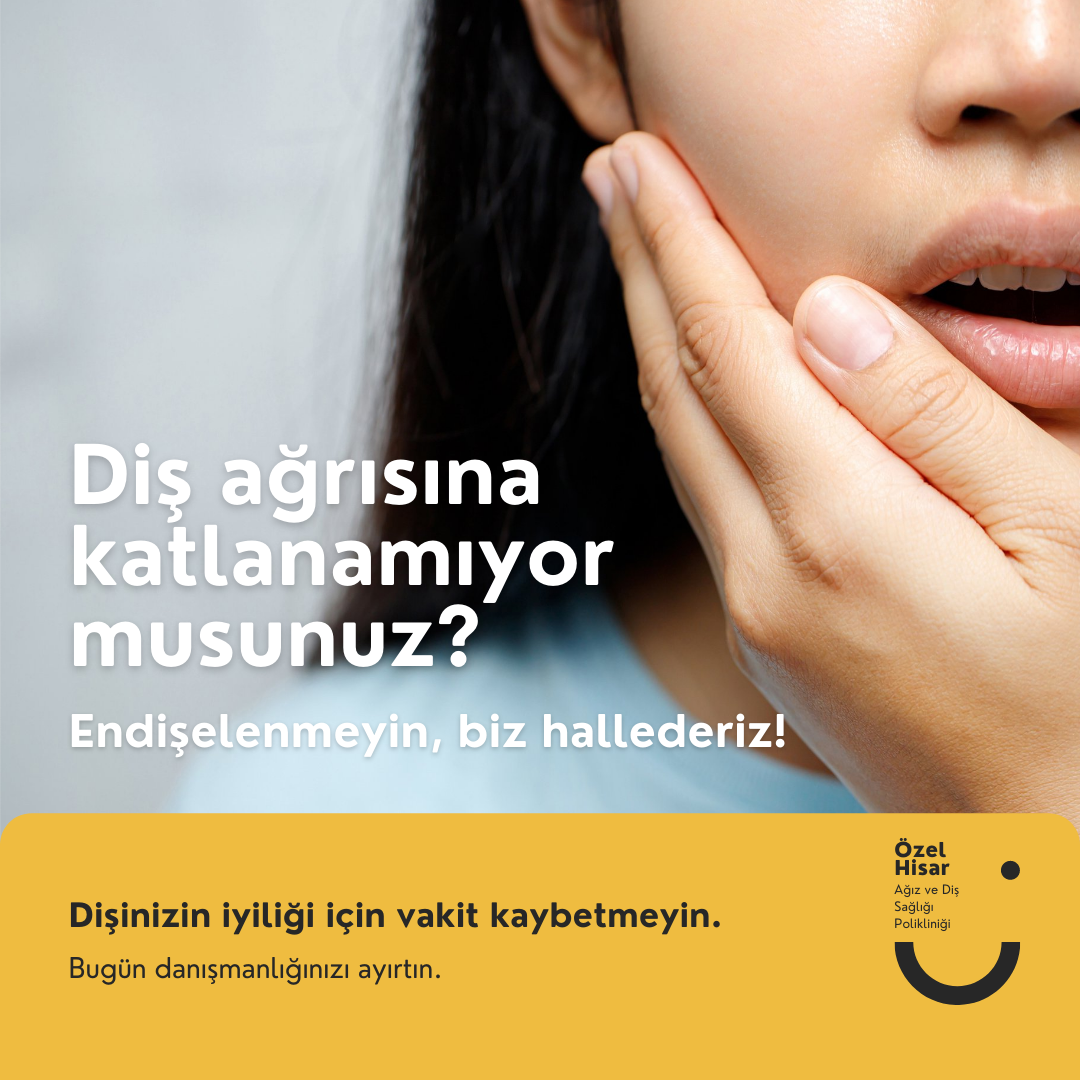 Diş ağrısına
katlanamıyor
musunuz?
Endişelenmeyin, biz hallederiz!
Dişinizin iyiliği için vakit kaybetmeyin.
Bugün danışmanlığınızı ayırtın.
Özel
Hisar
Ağız ve Diş
Sağlığı
Polikliniği